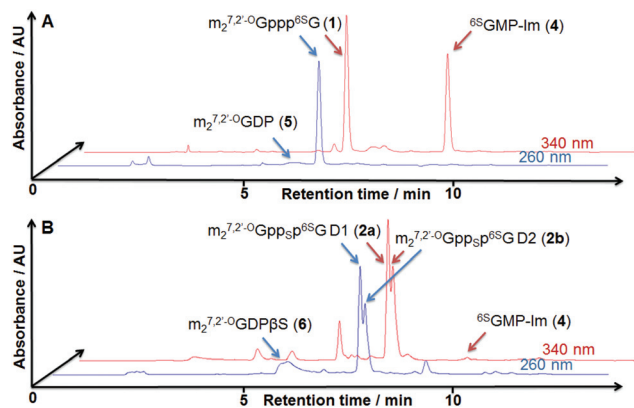 A
Absorbance / AU
m₂⁷,²'⁻ᴼGppp⁶ˢG (1)
⁶ˢGMP-Im (4)
m₂⁷,²'⁻ᴼGDP (5)
340 nm
260 nm
0
5
10
Retention time / min
B
Absorbance / AU
m₂⁷,²'⁻ᴼGppₛp⁶ˢG D1 (2a)
m₂⁷,²'⁻ᴼGppₛp⁶ˢG D2 (2b)
m₂⁷,²'⁻ᴼGDPβS (6)
⁶ˢGMP-Im (4)
340 nm
260 nm
0
5
10
Retention time / min